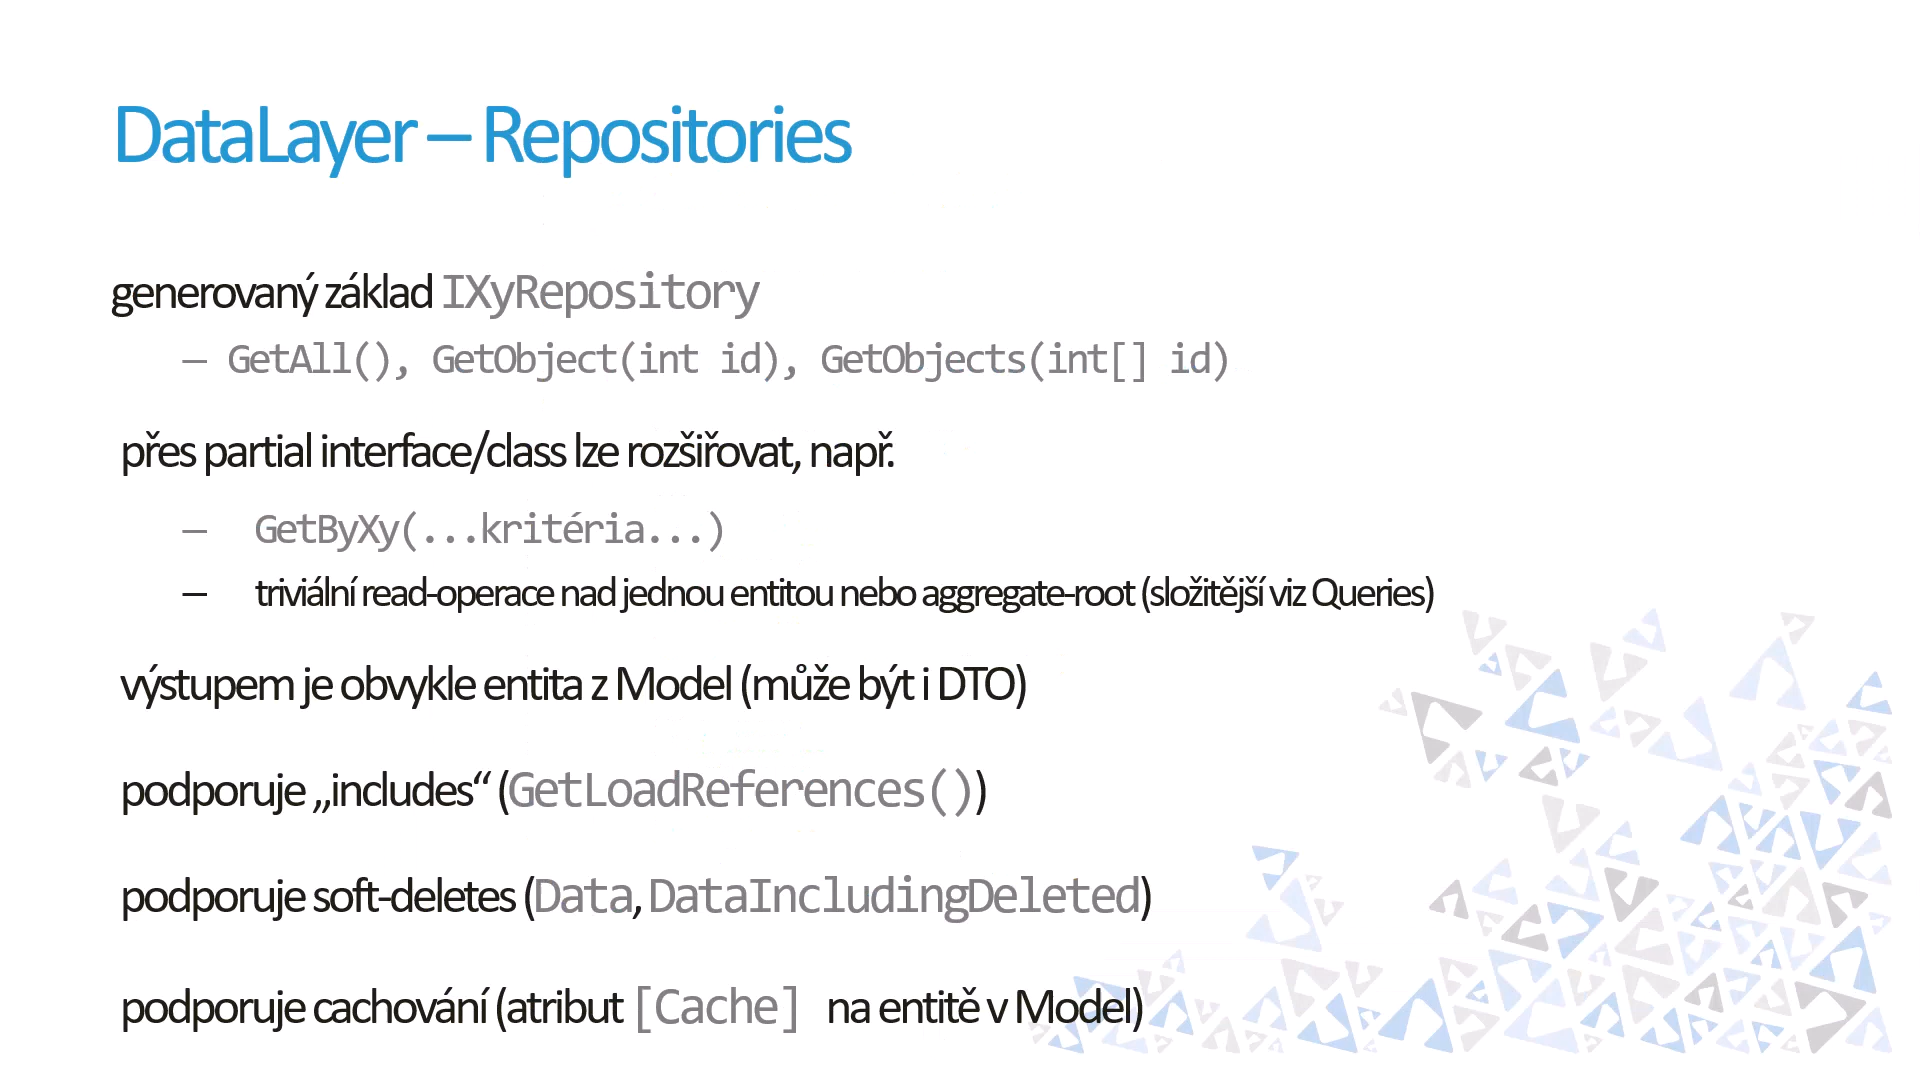 DataLayer – Repositories
generovaný základ IXyRepository
– GetAll(), GetObject(int id), GetObjects(int[] id)
přes partial interface/class lze rozšiřovat, např.
– GetByXy(...kritéria...)
– triviální read-operace nad jednou entitou nebo aggregate-root (složitější viz Queries)
výstupem je obvykle entita z Model (může být i DTO)
podporuje „includes“ (GetLoadReferences())
podporuje soft-deletes (Data, DataIncludingDeleted)
podporuje cachování (atribut [Cache] na entitě v Model)